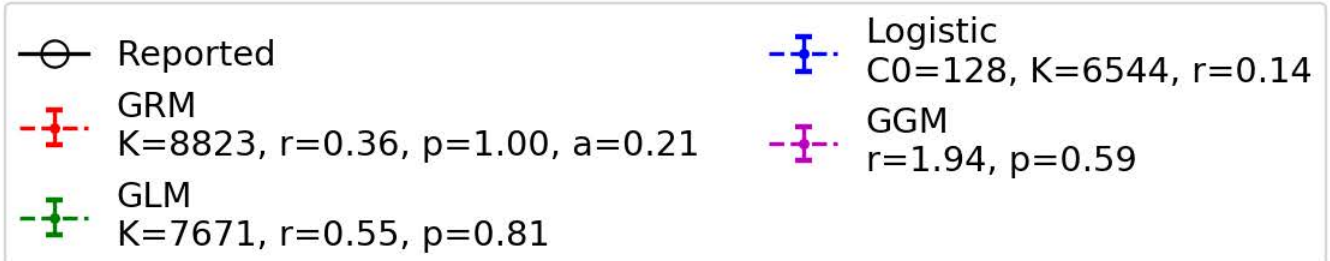 Reported
GRM
K=8823, r=0.36, p=1.00, a=0.21
GLM
K=7671, r=0.55, p=0.81
Logistic
C0=128, K=6544, r=0.14
GGM
r=1.94, p=0.59